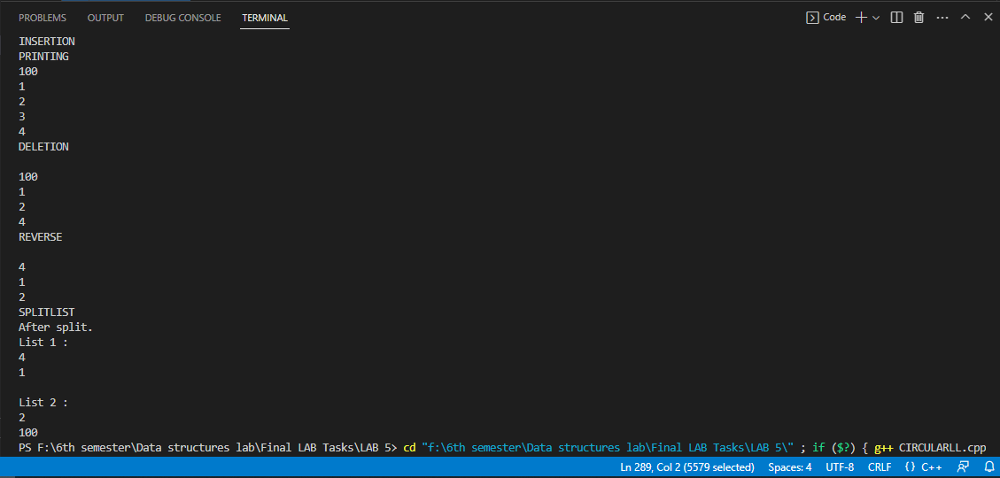 PROBLEMS OUTPUT DEBUG CONSOLE TERMINAL Code
INSERTION
PRINTING
100
1
2
3
4
DELETION
100
1
2
4
REVERSE
4
1
2
SPLITLIST
After split.
List 1 :
4
1
List 2 :
2
100
PS F:\6th semester\Data structures lab\Final LAB Tasks\LAB 5> cd "f:\6th semester\Data structures lab\Final LAB Tasks\LAB 5\" ; if ($?) { g++ CIRCULARLL.cpp
Ln 289, Col 2 (5579 selected) Spaces: 4 UTF-8 CRLF {} C++